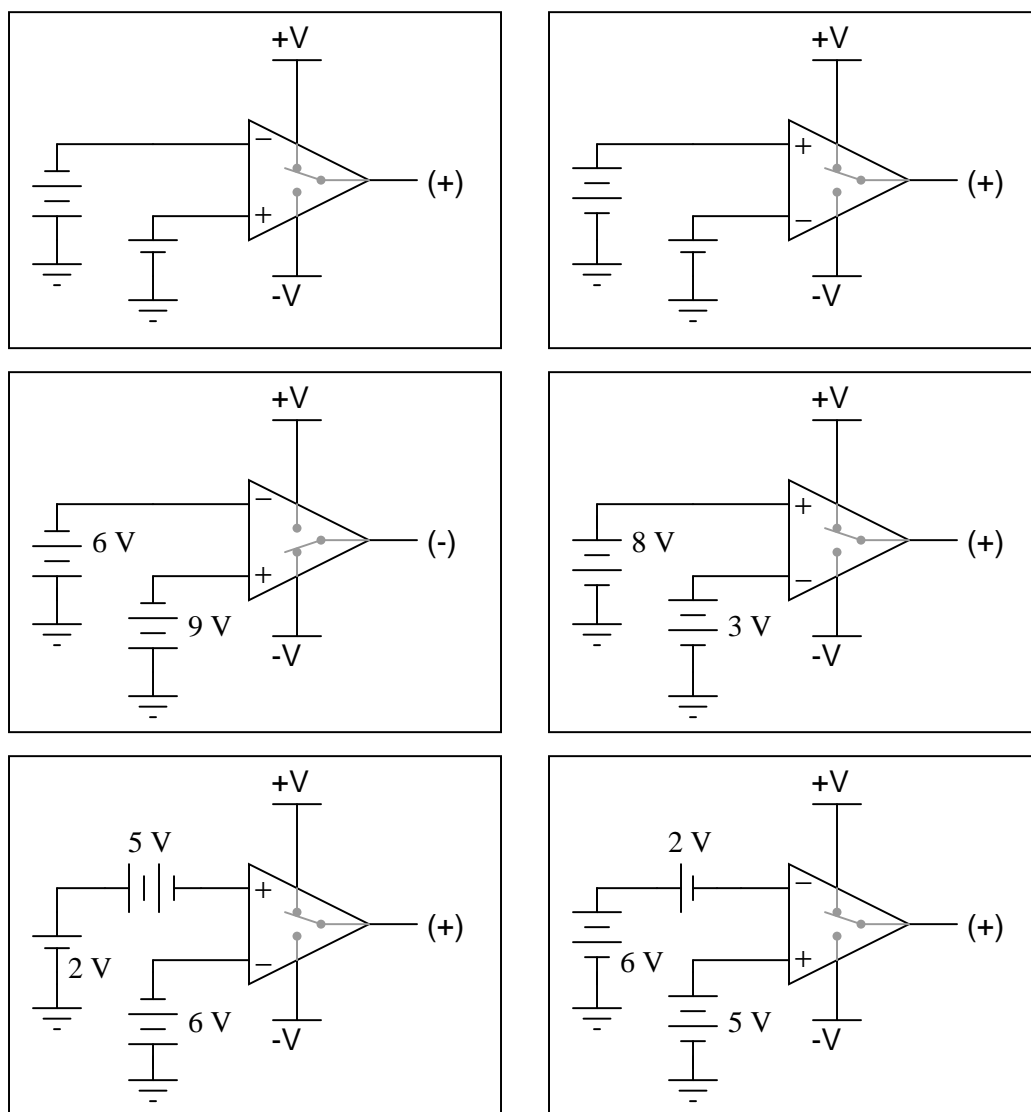 +V
−
(+)
+
-V
+V
+
(+)
−
-V
+V
−
6 V
(-)
+
9 V
-V
+V
+
8 V
(+)
−
3 V
-V
+V
5 V
+
(+)
−
2 V
6 V
-V
+V
2 V
−
(+)
+
6 V
5 V
-V